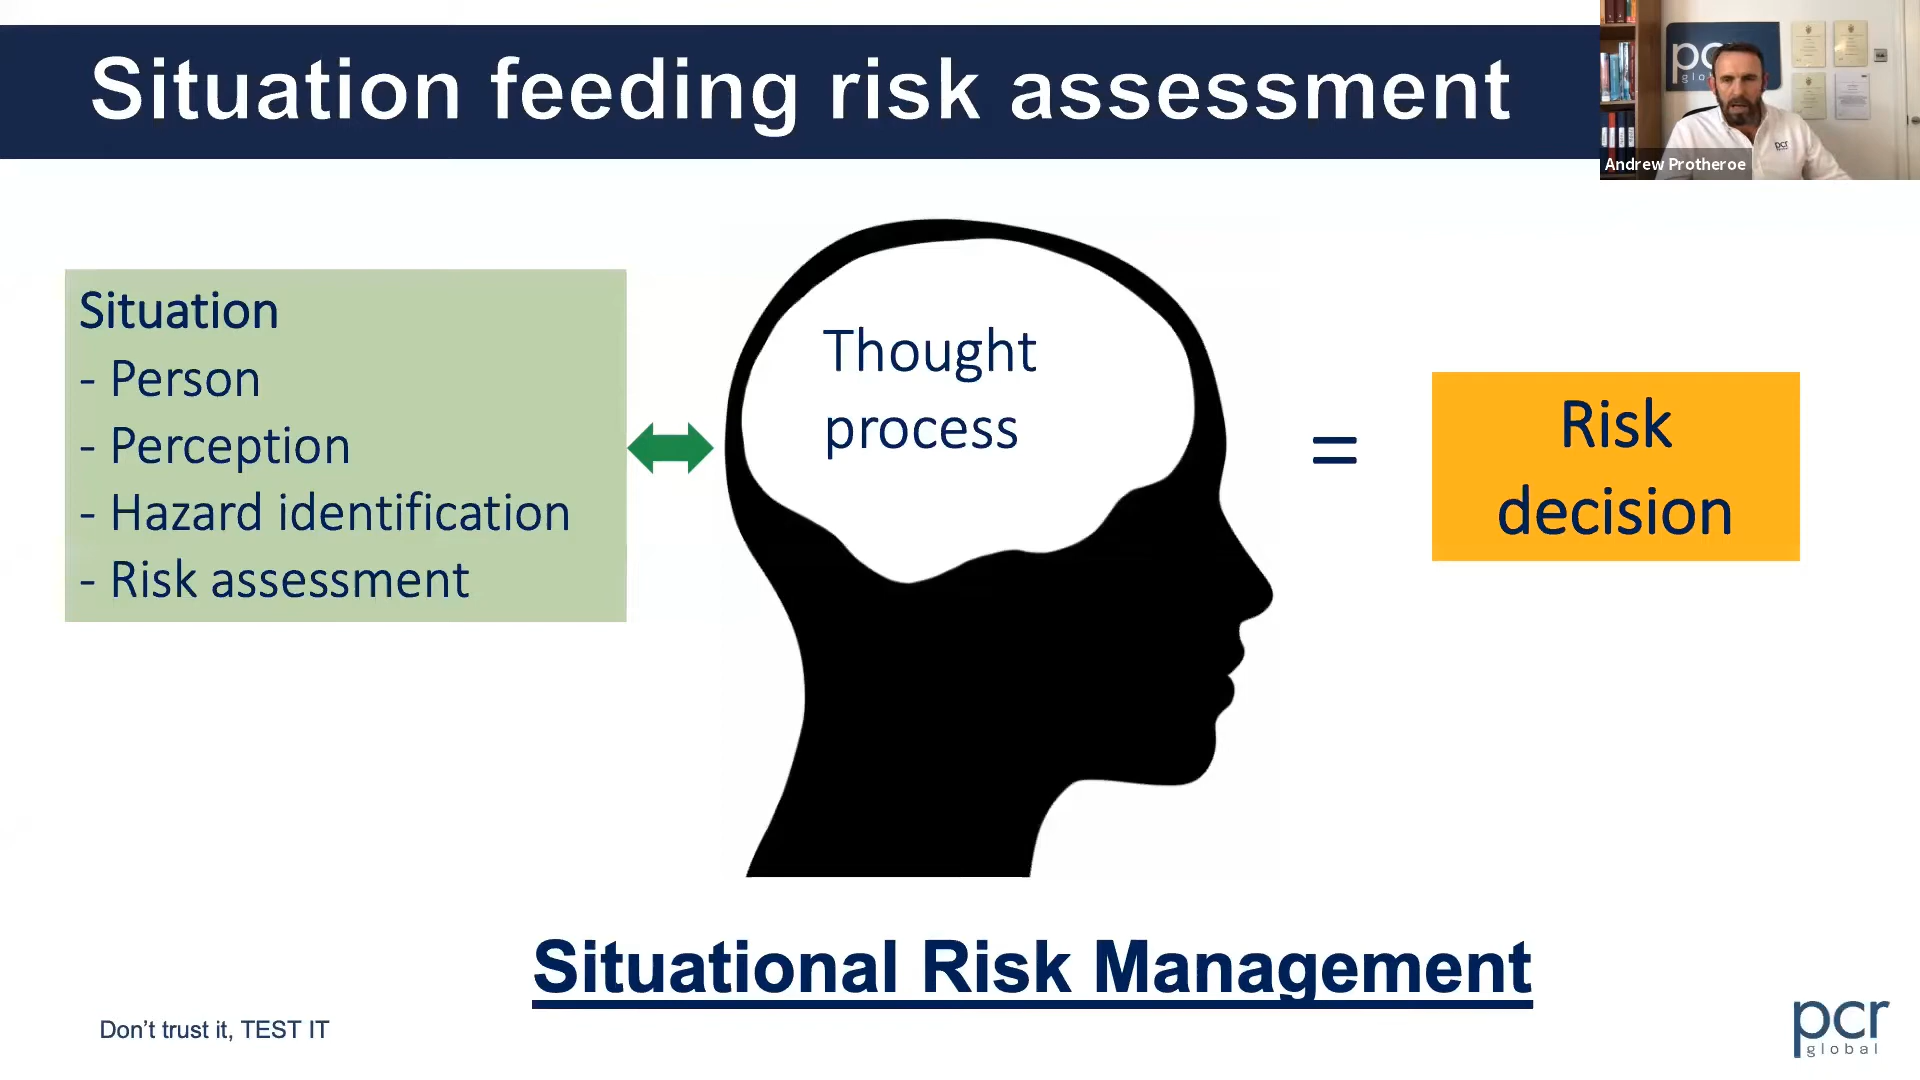 Situation feeding risk assessment
Andrew Protheroe
Situation
- Person
- Perception
- Hazard identification
- Risk assessment
Thought
process
=
Risk
decision
Situational Risk Management
Don't trust it, TEST IT
pcr
global
pcr